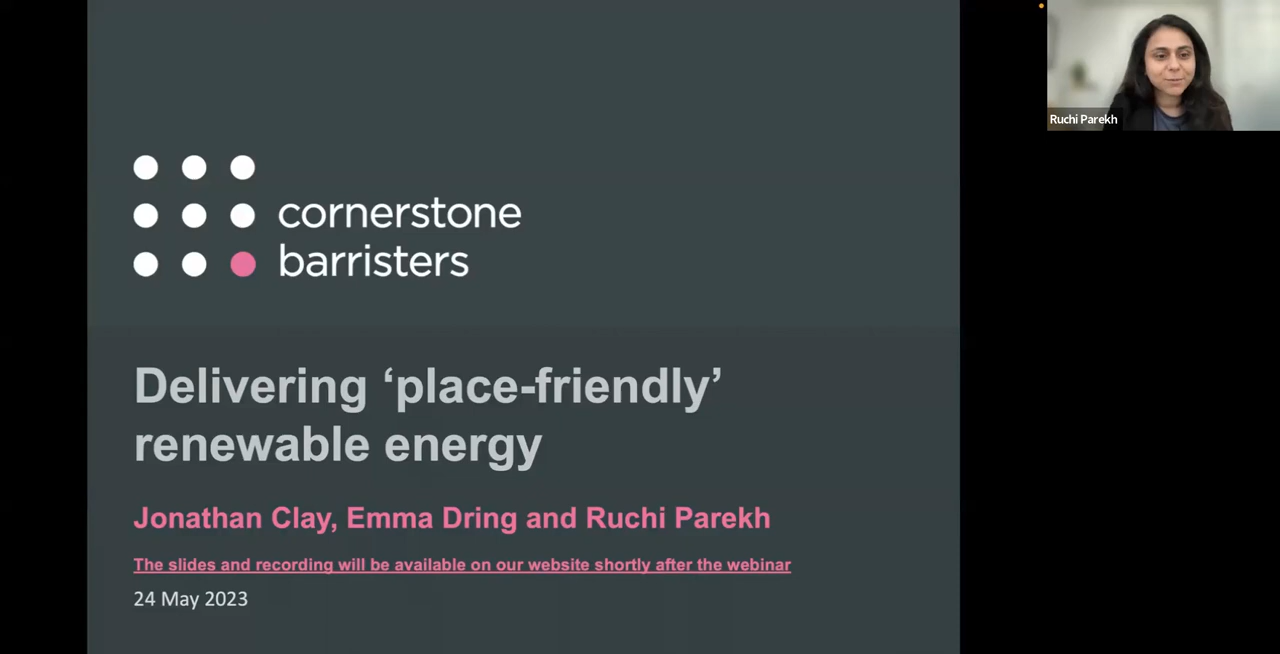 cornerstone
barristers
Delivering ‘place-friendly’
renewable energy
Jonathan Clay, Emma Dring and Ruchi Parekh
The slides and recording will be available on our website shortly after the webinar
24 May 2023
Ruchi Parekh